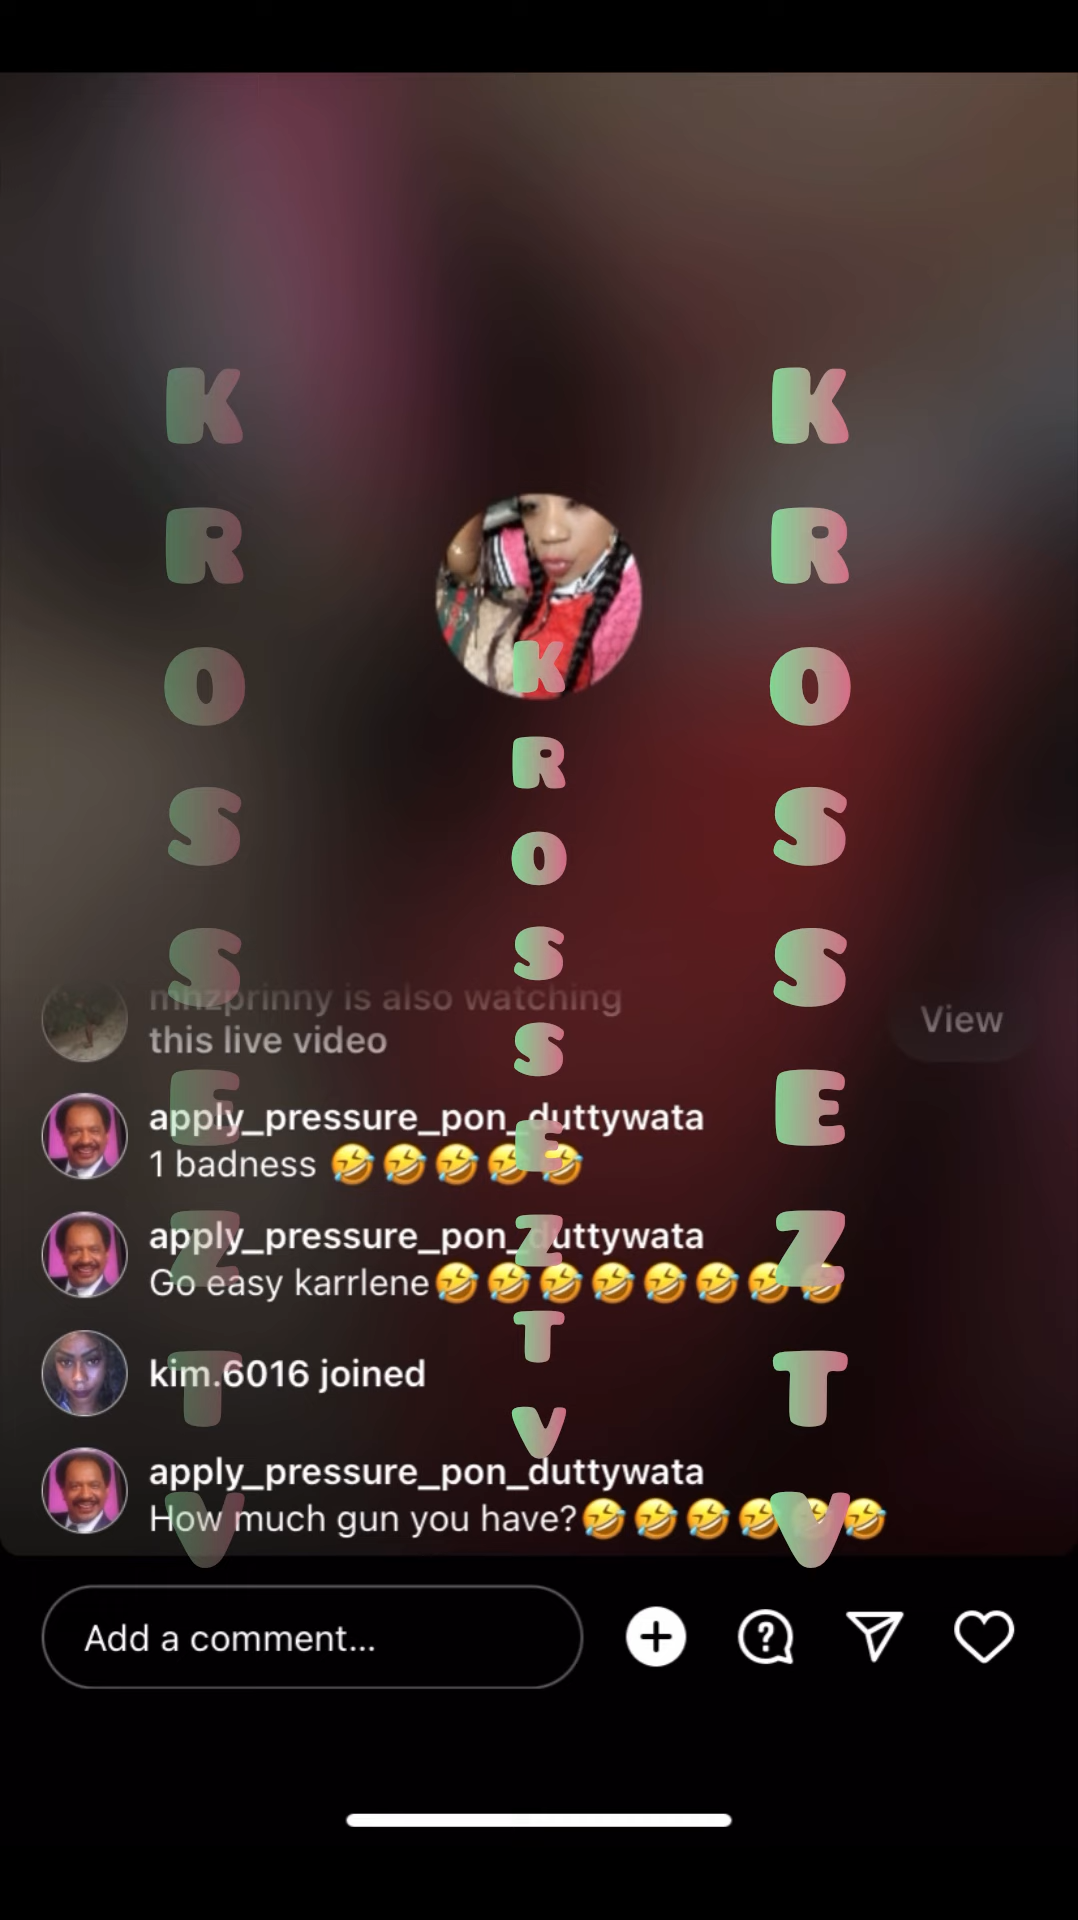 KROSSEZTV
KROSSEZTV
KROSSEZTV
mhzprinny is also watching
this live video
View
apply_pressure_pon_duttywata
1 badness 🤣🤣🤣🤣🤣
apply_pressure_pon_duttywata
Go easy karrlene🤣🤣🤣🤣🤣🤣🤣🤣
kim.6016 joined
apply_pressure_pon_duttywata
How much gun you have?🤣🤣🤣🤣🤣🤣
Add a comment...